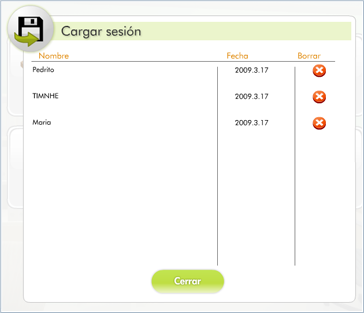 Cargar sesión
Nombre Fecha Borrar
Pedrito 2009.3.17
TIMNHE 2009.3.17
Maria 2009.3.17
Cerrar